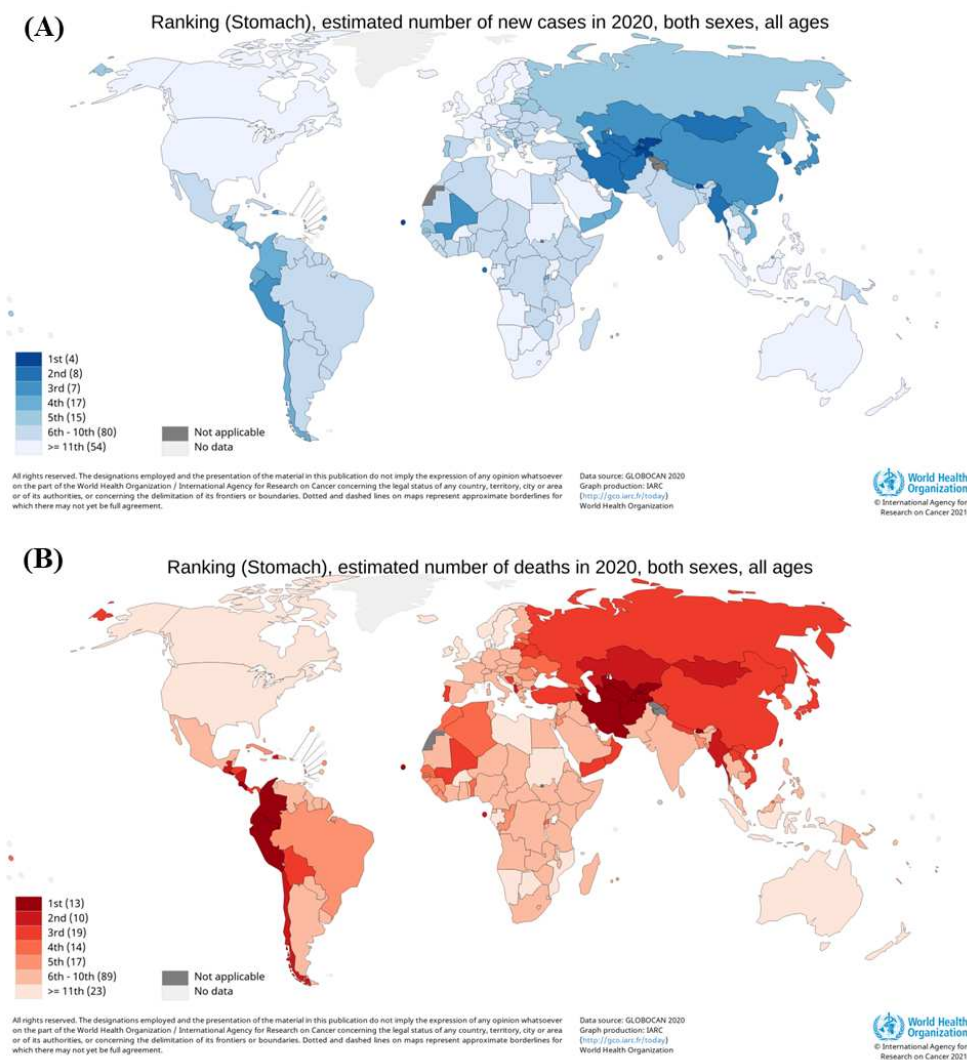 (A)
Ranking (Stomach), estimated number of new cases in 2020, both sexes, all ages
1st (4)
2nd (8)
3rd (7)
4th (17)
5th (15)
6th - 10th (80)
>= 11th (54)
Not applicable
No data
All rights reserved. The designations employed and the presentation of the material in this publication do not imply the expression of any opinion whatsoever
on the part of the World Health Organization / International Agency for Research on Cancer concerning the legal status of any country, territory, city or area
or of its authorities, or concerning the delimitation of its frontiers or boundaries. Dotted and dashed lines on maps represent approximate borderlines for
which there may not yet be full agreement.
Data source: GLOBOCAN 2020
Graph production: IARC
(http://gco.iarc.fr/today)
World Health Organization
World Health
Organization
© International Agency for
Research on Cancer 2021
(B)
Ranking (Stomach), estimated number of deaths in 2020, both sexes, all ages
1st (13)
2nd (10)
3rd (19)
4th (14)
5th (17)
6th - 10th (89)
>= 11th (23)
Not applicable
No data
All rights reserved. The designations employed and the presentation of the material in this publication do not imply the expression of any opinion whatsoever
on the part of the World Health Organization / International Agency for Research on Cancer concerning the legal status of any country, territory, city or area
or of its authorities, or concerning the delimitation of its frontiers or boundaries. Dotted and dashed lines on maps represent approximate borderlines for
which there may not yet be full agreement.
Data source: GLOBOCAN 2020
Graph production: IARC
(http://gco.iarc.fr/today)
World Health Organization
World Health
Organization
© International Agency for
Research on Cancer 2021